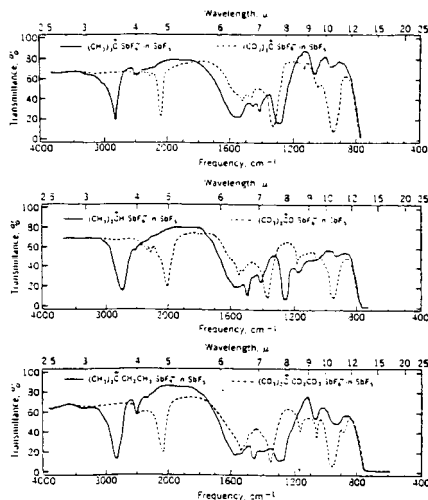 Wavelength, μ
2.5 3 4 5 6 7 8 9 10 11 12 15 25
(CH₃)₃C⁺ SbF₆⁻ in SbF₅ (CD₃)₃C⁺ SbF₆⁻ in SbF₅
Transmittance, %
100
80
60
40
20
0
4000 3000 2000 1600 1200 800 400
Frequency, cm⁻¹
Wavelength, μ
2.5 3 4 5 6 7 8 9 10 11 12 15 25
(CH₃)₂C⁺H SbF₆⁻ in SbF₅ (CD₃)₂C⁺D SbF₆⁻ in SbF₅
Transmittance, %
100
80
60
40
20
0
4000 3000 2000 1600 1200 800 400
Frequency, cm⁻¹
Wavelength, μ
2.5 3 4 5 6 7 8 9 10 11 12 15 25
(CH₃)₂C⁺CH₂CH₃ SbF₆⁻ in SbF₅ (CD₃)₂C⁺CD₂CD₃ SbF₆⁻ in SbF₅
Transmittance, %
100
80
60
40
20
0
4000 3000 2000 1600 1200 800 400
Frequency, cm⁻¹